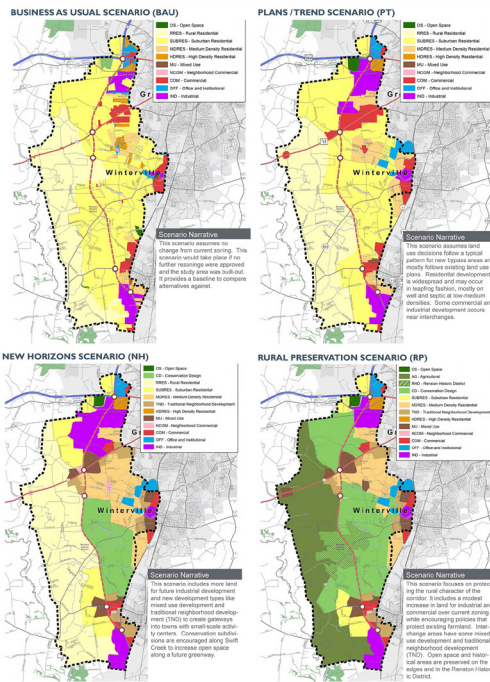 BUSINESS AS USUAL SCENARIO (BAU)
OS - Open Space
RRES - Rural Residential
SUBRES - Suburban Residential
MDRES - Medium Density Residential
HDRES - High Density Residential
MU - Mixed Use
NCOM - Neighborhood Commercial
COM - Commercial
OFF - Office and Institutional
IND - Industrial
Gr
Winterville
Scenario Narrative
This scenario assumes no
change from current zoning. This
scenario would take place if no
further rezonings were approved
and the study area was built-out.
It provides a baseline to compare
alternatives against.
PLANS /TREND SCENARIO (PT)
OS - Open Space
RRES - Rural Residential
SUBRES - Suburban Residential
MDRES - Medium Density Residential
HDRES - High Density Residential
MU - Mixed Use
NCOM - Neighborhood Commercial
COM - Commercial
OFF - Office and Institutional
IND - Industrial
Gr
Winterville
Scenario Narrative
This scenario assumes land
use decisions follow a typical
pattern for new bypass areas an
mostly follows existing land use
plans. Residential development
is widespread and may occur
in leapfrog fashion, mostly on
well and septic at low-medium
densities. Some commercial an
industrial development occurs
near interchanges.
NEW HORIZONS SCENARIO (NH)
OS - Open Space
CD - Conservation Design
RRES - Rural Residential
SUBRES - Suburban Residential
MDRES - Medium Density Residential
TND - Traditional Neighborhood Development
HDRES - High Density Residential
MU - Mixed Use
NCOM - Neighborhood Commercial
COM - Commercial
OFF - Office and Institutional
IND - Industrial
Gr
Winterville
Scenario Narrative
This scenario includes more land
for future industrial development
and new development types like
mixed use development and
traditional neighborhood develop-
ment (TND) to create gateways
into towns with small-scale activ-
ity centers. Conservation subdivi-
sions are encouraged along Swift
Creek to increase open space
along a future greenway.
RURAL PRESERVATION SCENARIO (RP)
OS - Open Space
AG - Agricultural
RHD - Renston Historic District
CD - Conservation Design
SUBRES - Suburban Residential
MDRES - Medium Density Residential
TND - Traditional Neighborhood Development
HDRES - High Density Residential
MU - Mixed Use
NCOM - Neighborhood Commercial
COM - Commercial
OFF - Office and Institutional
IND - Industrial
Winterville
Scenario Narrative
This scenario focuses on protec
ing the rural character of the
corridor. It includes a modest
increase in land for industrial an
commercial over current zoning
while encouraging policies that
protect existing farmland. Inter-
change areas have some mixed
use development and traditional
neighborhood development
(TND). Open space and histor-
ical areas are preserved on the
edges and in the Renston Histor
ic District.